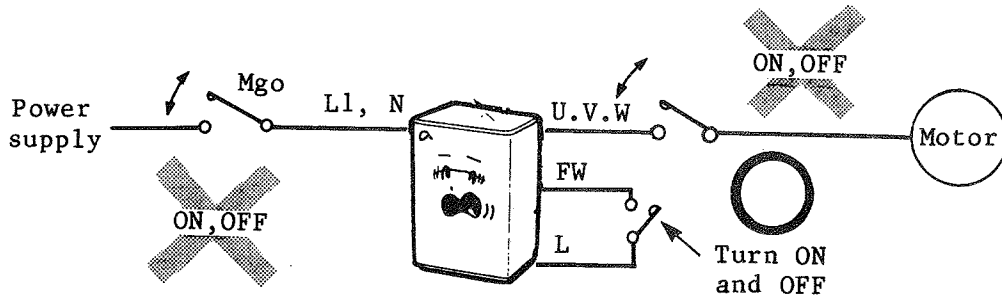 ON,OFF
Power
supply
Mgo
L1, N
U.V.W
Motor
FW
ON,OFF
L
Turn ON
and OFF